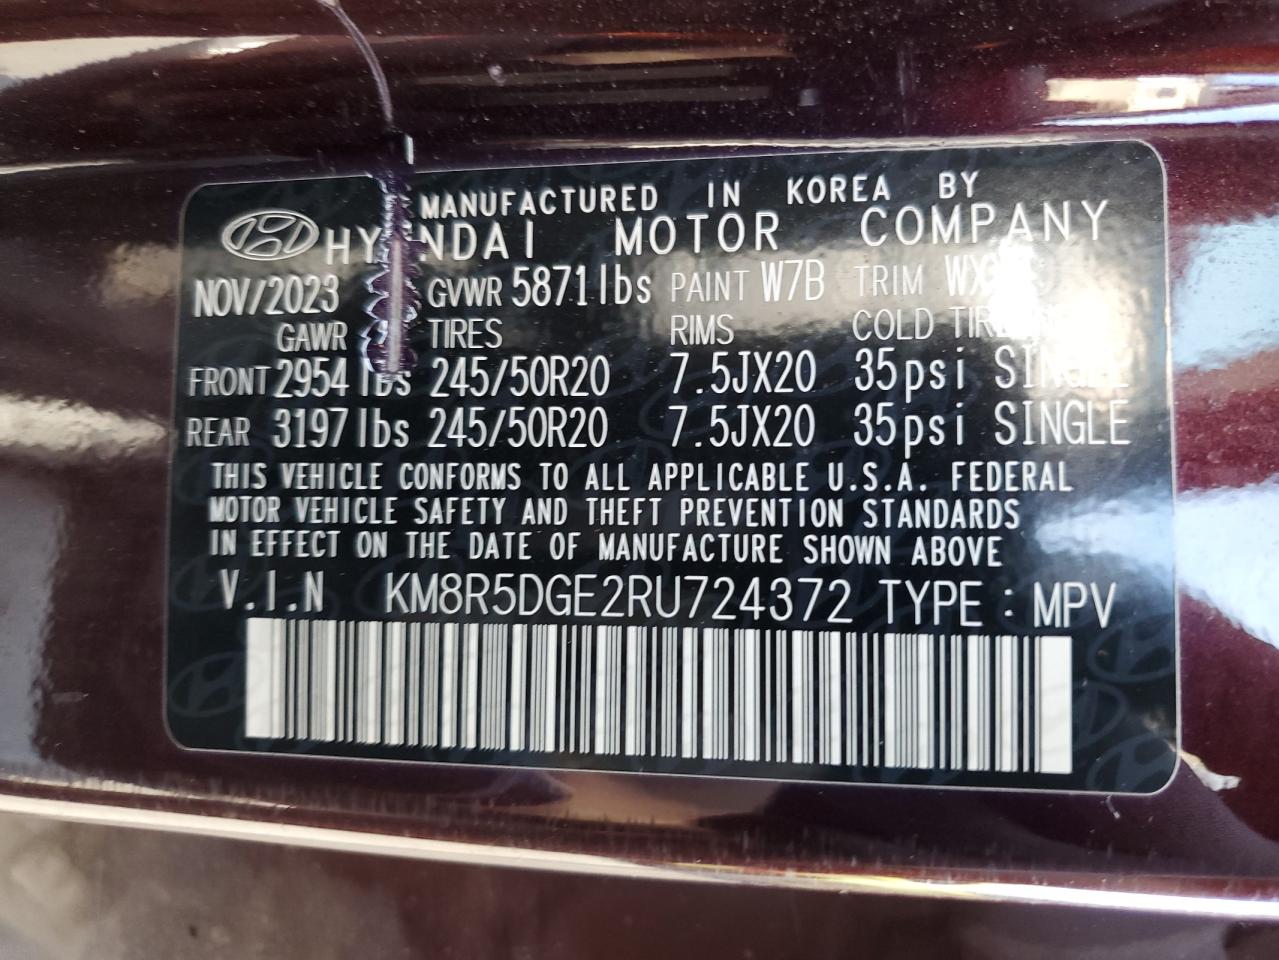 MANUFACTURED IN KOREA BY
HYUNDAI MOTOR COMPANY
NOV/2023 GVWR 5871lbs PAINT W7B TRIM
GAWR TIRES RIMS COLD TIRE
FRONT 2954 lbs 245/50R20 7.5JX20 35psi SINGLE
REAR 3197 lbs 245/50R20 7.5JX20 35psi SINGLE
THIS VEHICLE CONFORMS TO ALL APPLICABLE U.S.A. FEDERAL
MOTOR VEHICLE SAFETY AND THEFT PREVENTION STANDARDS
IN EFFECT ON THE DATE OF MANUFACTURE SHOWN ABOVE
V.I.N KM8R5DGE2RU724372 TYPE : MPV